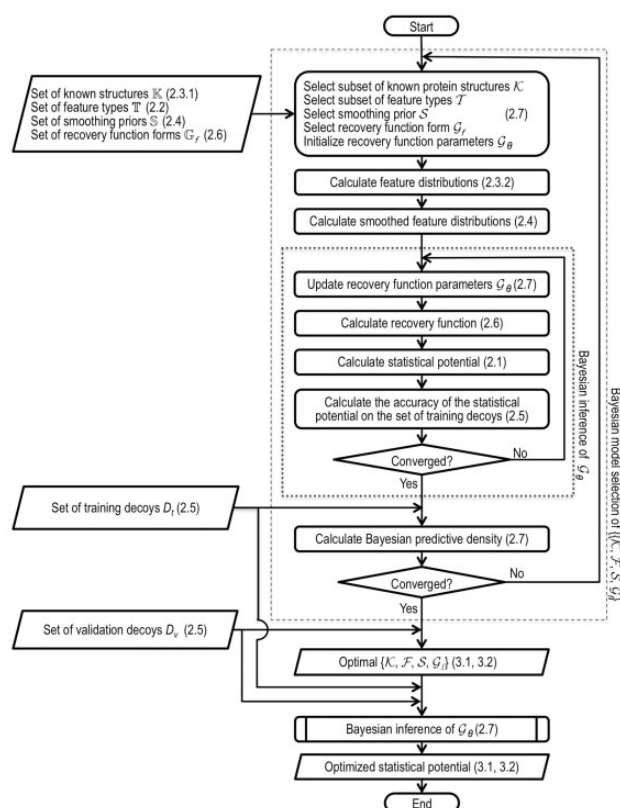 Start
Set of known structures 𝕂 (2.3.1)
Set of feature types 𝕋 (2.2)
Set of smoothing priors 𝕊 (2.4)
Set of recovery function forms 𝔾f (2.6)
Select subset of known protein structures 𝒦
Select subset of feature types 𝒯
Select smoothing prior 𝒮 (2.7)
Select recovery function form 𝒢f
Initialize recovery function parameters 𝒢θ
Calculate feature distributions (2.3.2)
Calculate smoothed feature distributions (2.4)
Update recovery function parameters 𝒢θ (2.7)
Calculate recovery function (2.6)
Calculate statistical potential (2.1)
Calculate the accuracy of the statistical
potential on the set of training decoys (2.5)
Converged?
No
Yes
Bayesian inference of 𝒢θ
Bayesian model selection of {𝒦, ℱ, 𝒮, 𝒢f}
Set of training decoys Dt (2.5)
Calculate Bayesian predictive density (2.7)
Converged?
No
Yes
Set of validation decoys Dv (2.5)
Optimal {𝒦, ℱ, 𝒮, 𝒢f} (3.1, 3.2)
Bayesian inference of 𝒢θ (2.7)
Optimized statistical potential (3.1, 3.2)
End